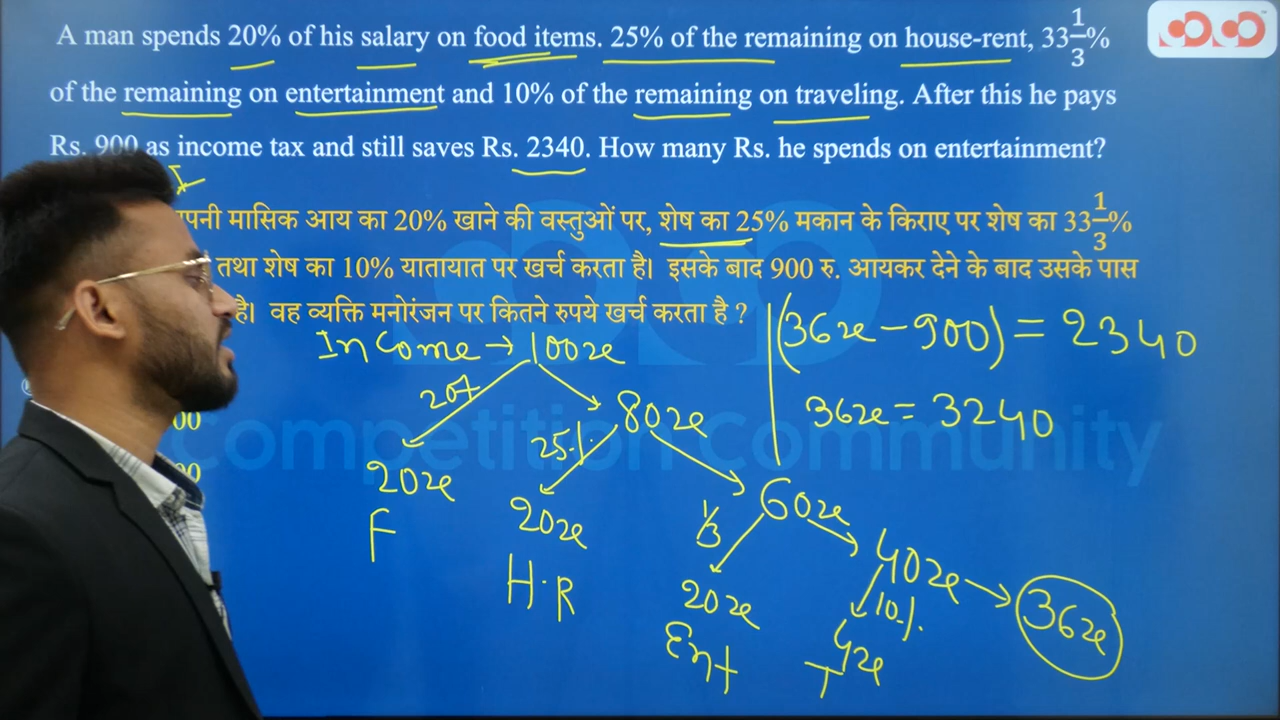 A man spends 20% of his salary on food items. 25% of the remaining on house-rent, 33 1/3%
of the remaining on entertainment and 10% of the remaining on traveling. After this he pays
Rs. 900 as income tax and still saves Rs. 2340. How many Rs. he spends on entertainment?
पनी मासिक आय का 20% खाने की वस्तुओं पर, शेष का 25% मकान के किराए पर शेष का 33 1/3%
तथा शेष का 10% यातायात पर खर्च करता है। इसके बाद 900 रु. आयकर देने के बाद उसके पास
है। वह व्यक्ति मनोरंजन पर कितने रुपये खर्च करता है ?
(36x - 900) = 2340
InCome → 100x
20%
80x
36x = 3240
00
Competition Community
25%
00
20x
60x
F
20x
1/3
40x
H.R
20x
10%
36x
Ent
4x
T